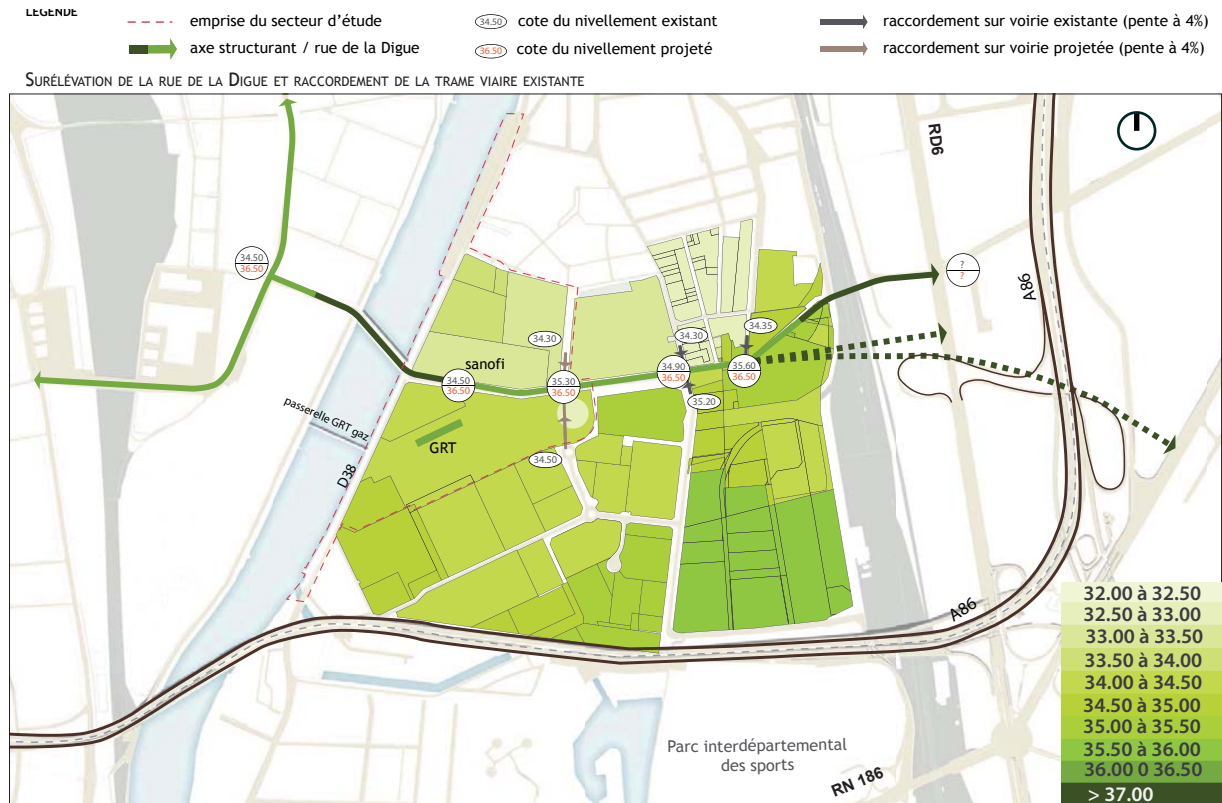 LÉGENDE
emprise du secteur d'étude
34.50 cote du nivellement existant
raccordement sur voirie existante (pente à 4%)
axe structurant / rue de la Digue
36.50 cote du nivellement projeté
raccordement sur voirie projetée (pente à 4%)
SURÉLÉVATION DE LA RUE DE LA DIGUE ET RACCORDEMENT DE LA TRAME VIAIRE EXISTANTE
RD6
34.50
36.50
?
?
A86
34.30
34.30
34.35
sanofi
34.50
36.50
35.30
36.50
34.90
36.50
35.60
36.50
35.20
passerelle GRT gaz
GRT
34.50
D38
A86
Parc interdépartemental
des sports
RN 186
32.00 à 32.50
32.50 à 33.00
33.00 à 33.50
33.50 à 34.00
34.00 à 34.50
34.50 à 35.00
35.00 à 35.50
35.50 à 36.00
36.00 0 36.50
> 37.00